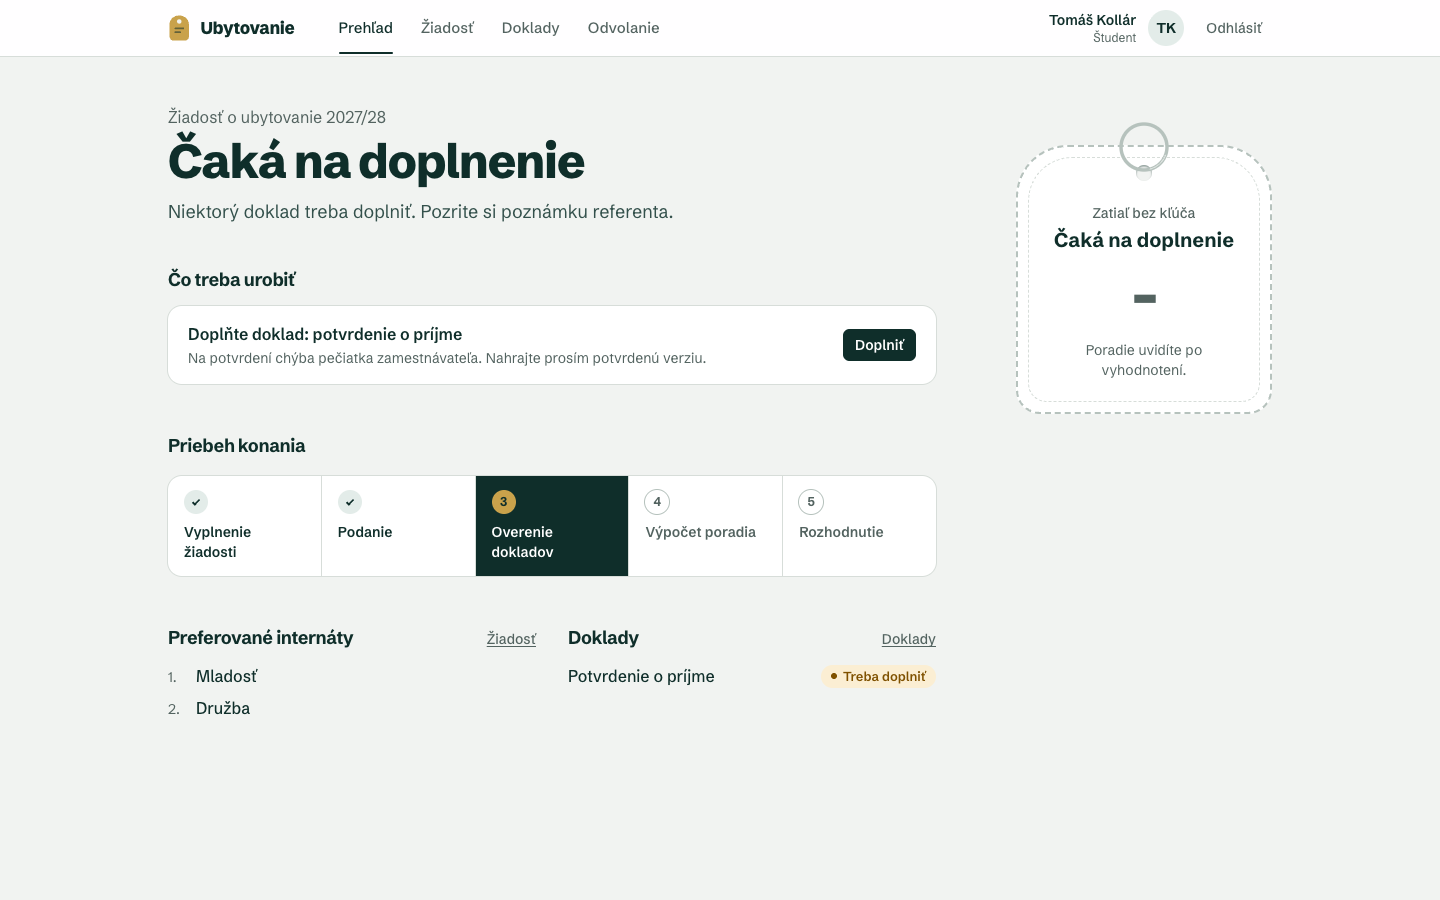 Ubytovanie
Prehľad
Žiadosť
Doklady
Odvolanie
Tomáš Kollár
Študent
TK
Odhlásiť
Žiadosť o ubytovanie 2027/28
Čaká na doplnenie
Niektorý doklad treba doplniť. Pozrite si poznámku referenta.
Zatiaľ bez kľúča
Čaká na doplnenie
–
Poradie uvidíte po
vyhodnotení.
Čo treba urobiť
Doplňte doklad: potvrdenie o príjme
Na potvrdení chýba pečiatka zamestnávateľa. Nahrajte prosím potvrdenú verziu.
Doplniť
Priebeh konania
Vyplnenie
žiadosti
Podanie
3
Overenie
dokladov
4
Výpočet poradia
5
Rozhodnutie
Preferované internáty
Žiadosť
1. Mladosť
2. Družba
Doklady
Doklady
Potvrdenie o príjme
Treba doplniť